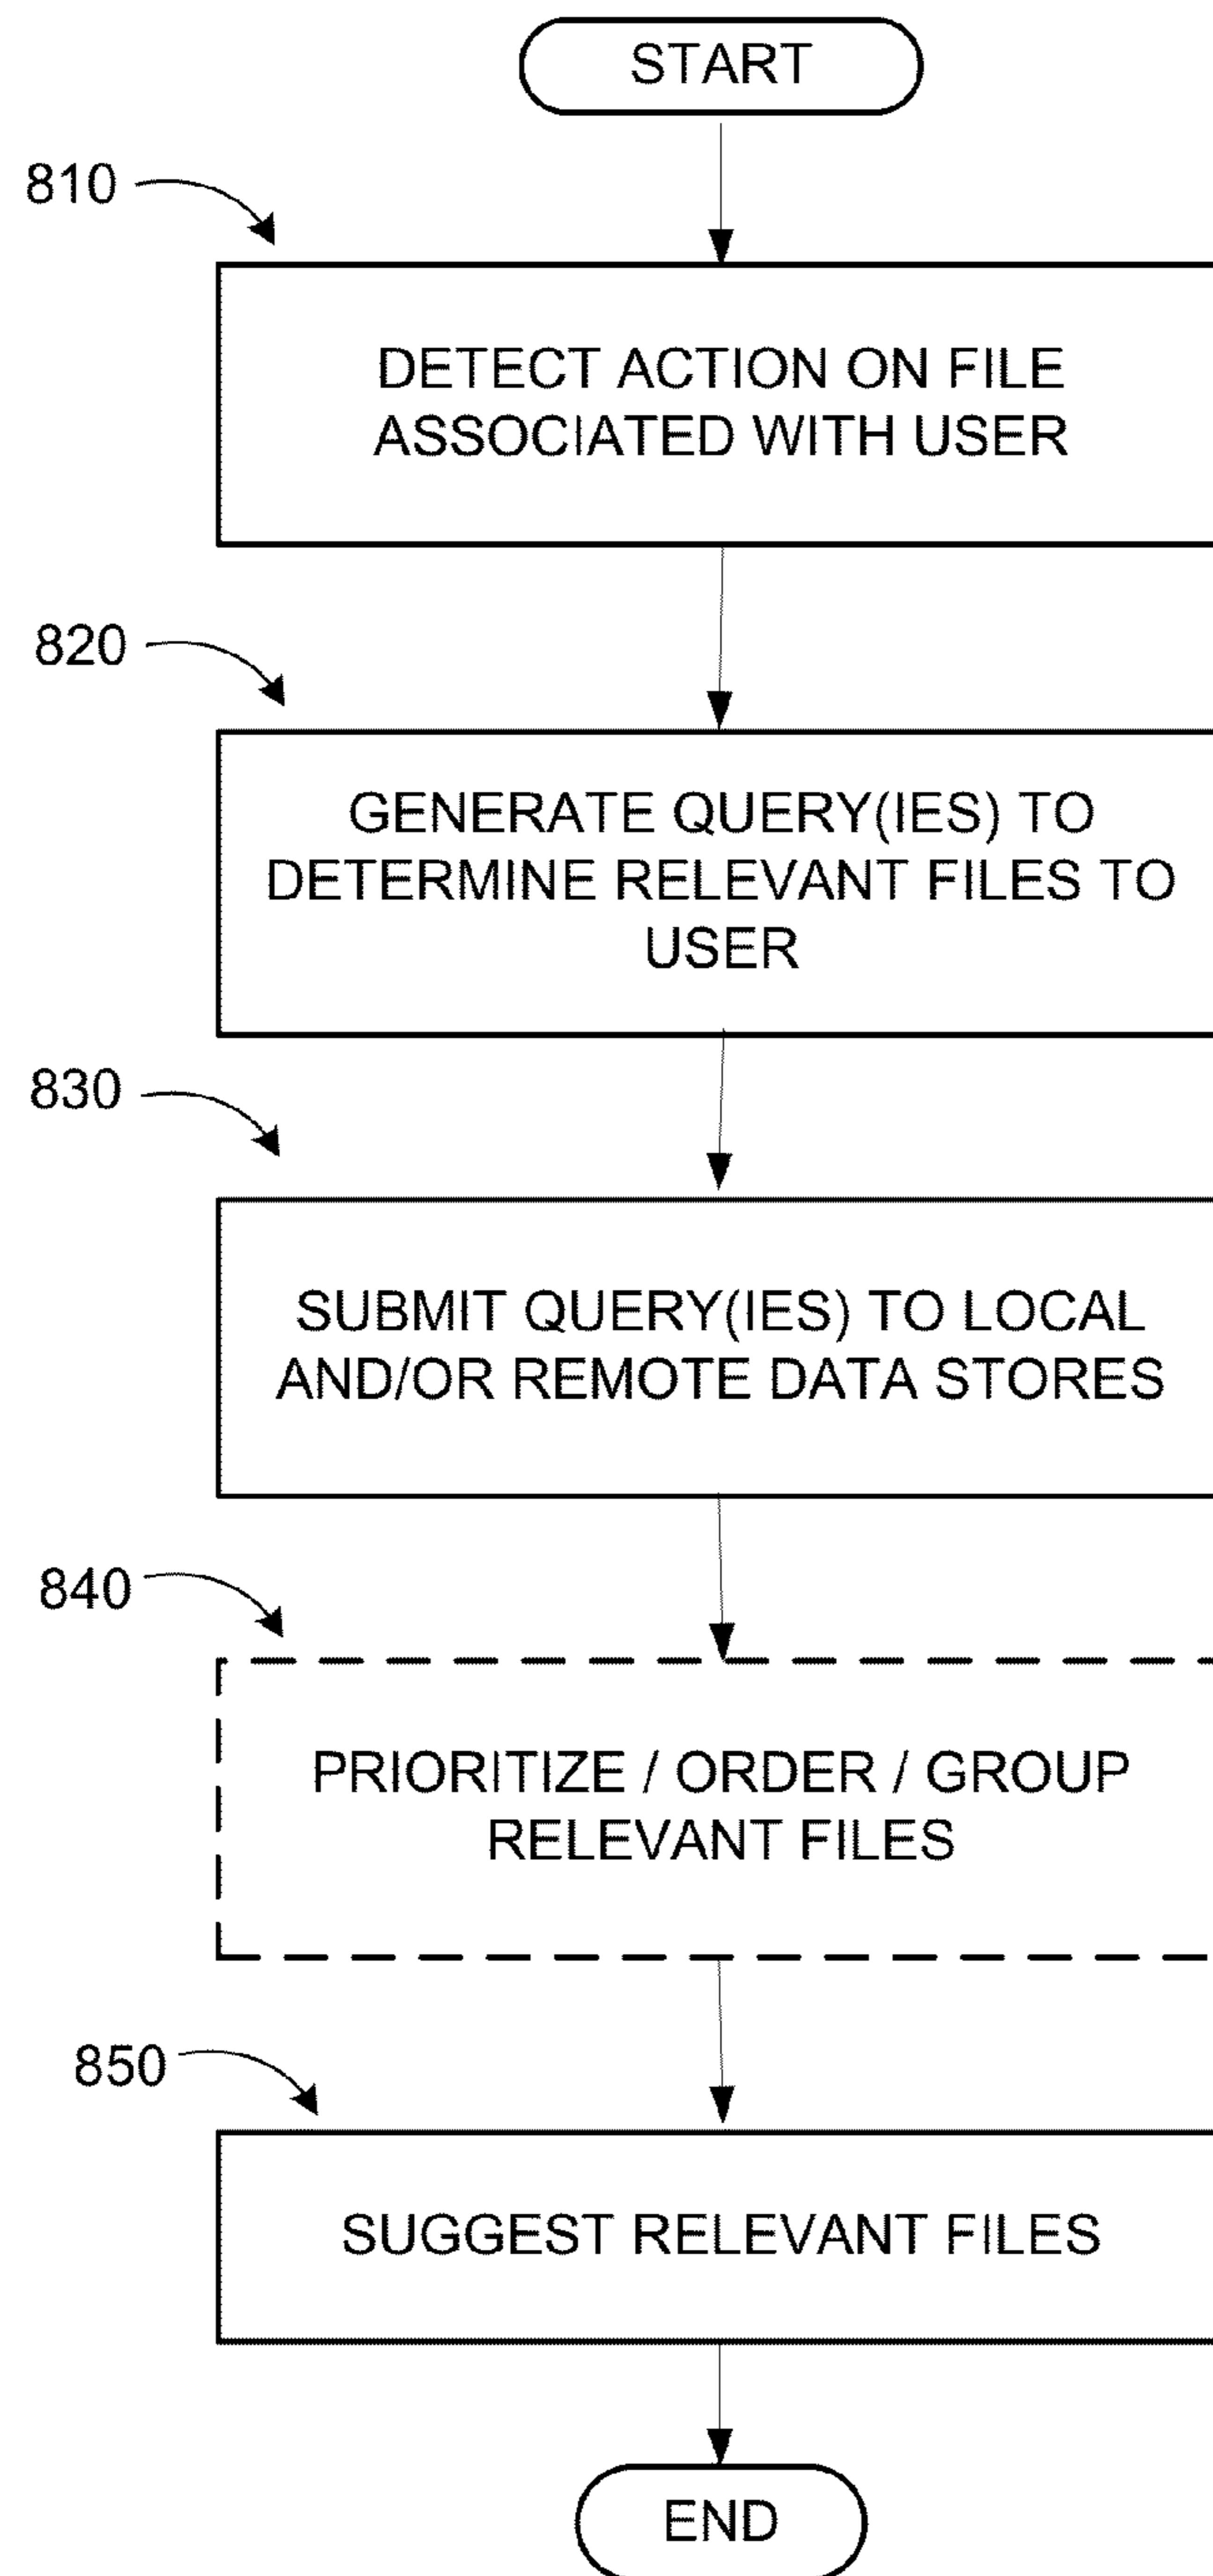 START
810
DETECT ACTION ON FILE
ASSOCIATED WITH USER
820
GENERATE QUERY(IES) TO
DETERMINE RELEVANT FILES TO
USER
830
SUBMIT QUERY(IES) TO LOCAL
AND/OR REMOTE DATA STORES
840
PRIORITIZE / ORDER / GROUP
RELEVANT FILES
850
SUGGEST RELEVANT FILES
END